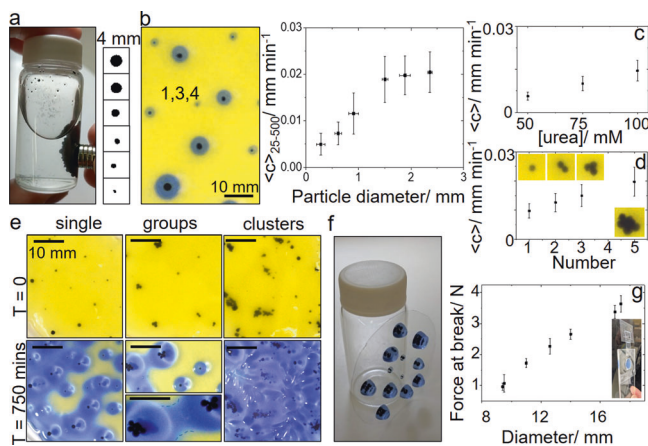 a
4 mm
b
1,3,4
10 mm
<c>25-500/ mm min-1
0.03
0.02
0.01
0.00
0
1
2
3
Particle diameter/ mm
c
<c>/ mm min-1
0.03
0
50
75
100
[urea]/ mM
d
<c>/ mm min-1
0.03
0
1
2
3
4
5
Number
e
single
groups
clusters
10 mm
T = 0
T = 750 mins
f
g
Force at break/ N
4
3
2
1
8
12
16
Diameter/ mm